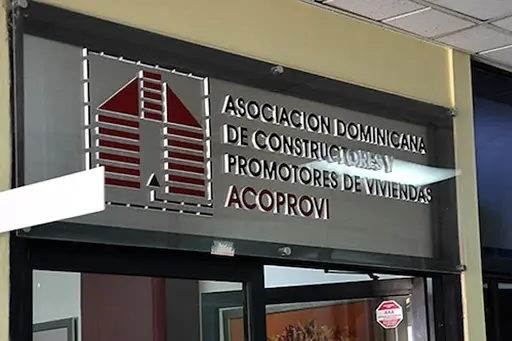 ASOCIACION DOMINICANA
DE CONSTRUCTORES Y
PROMOTORES DE VIVIENDAS
ACOPROVI